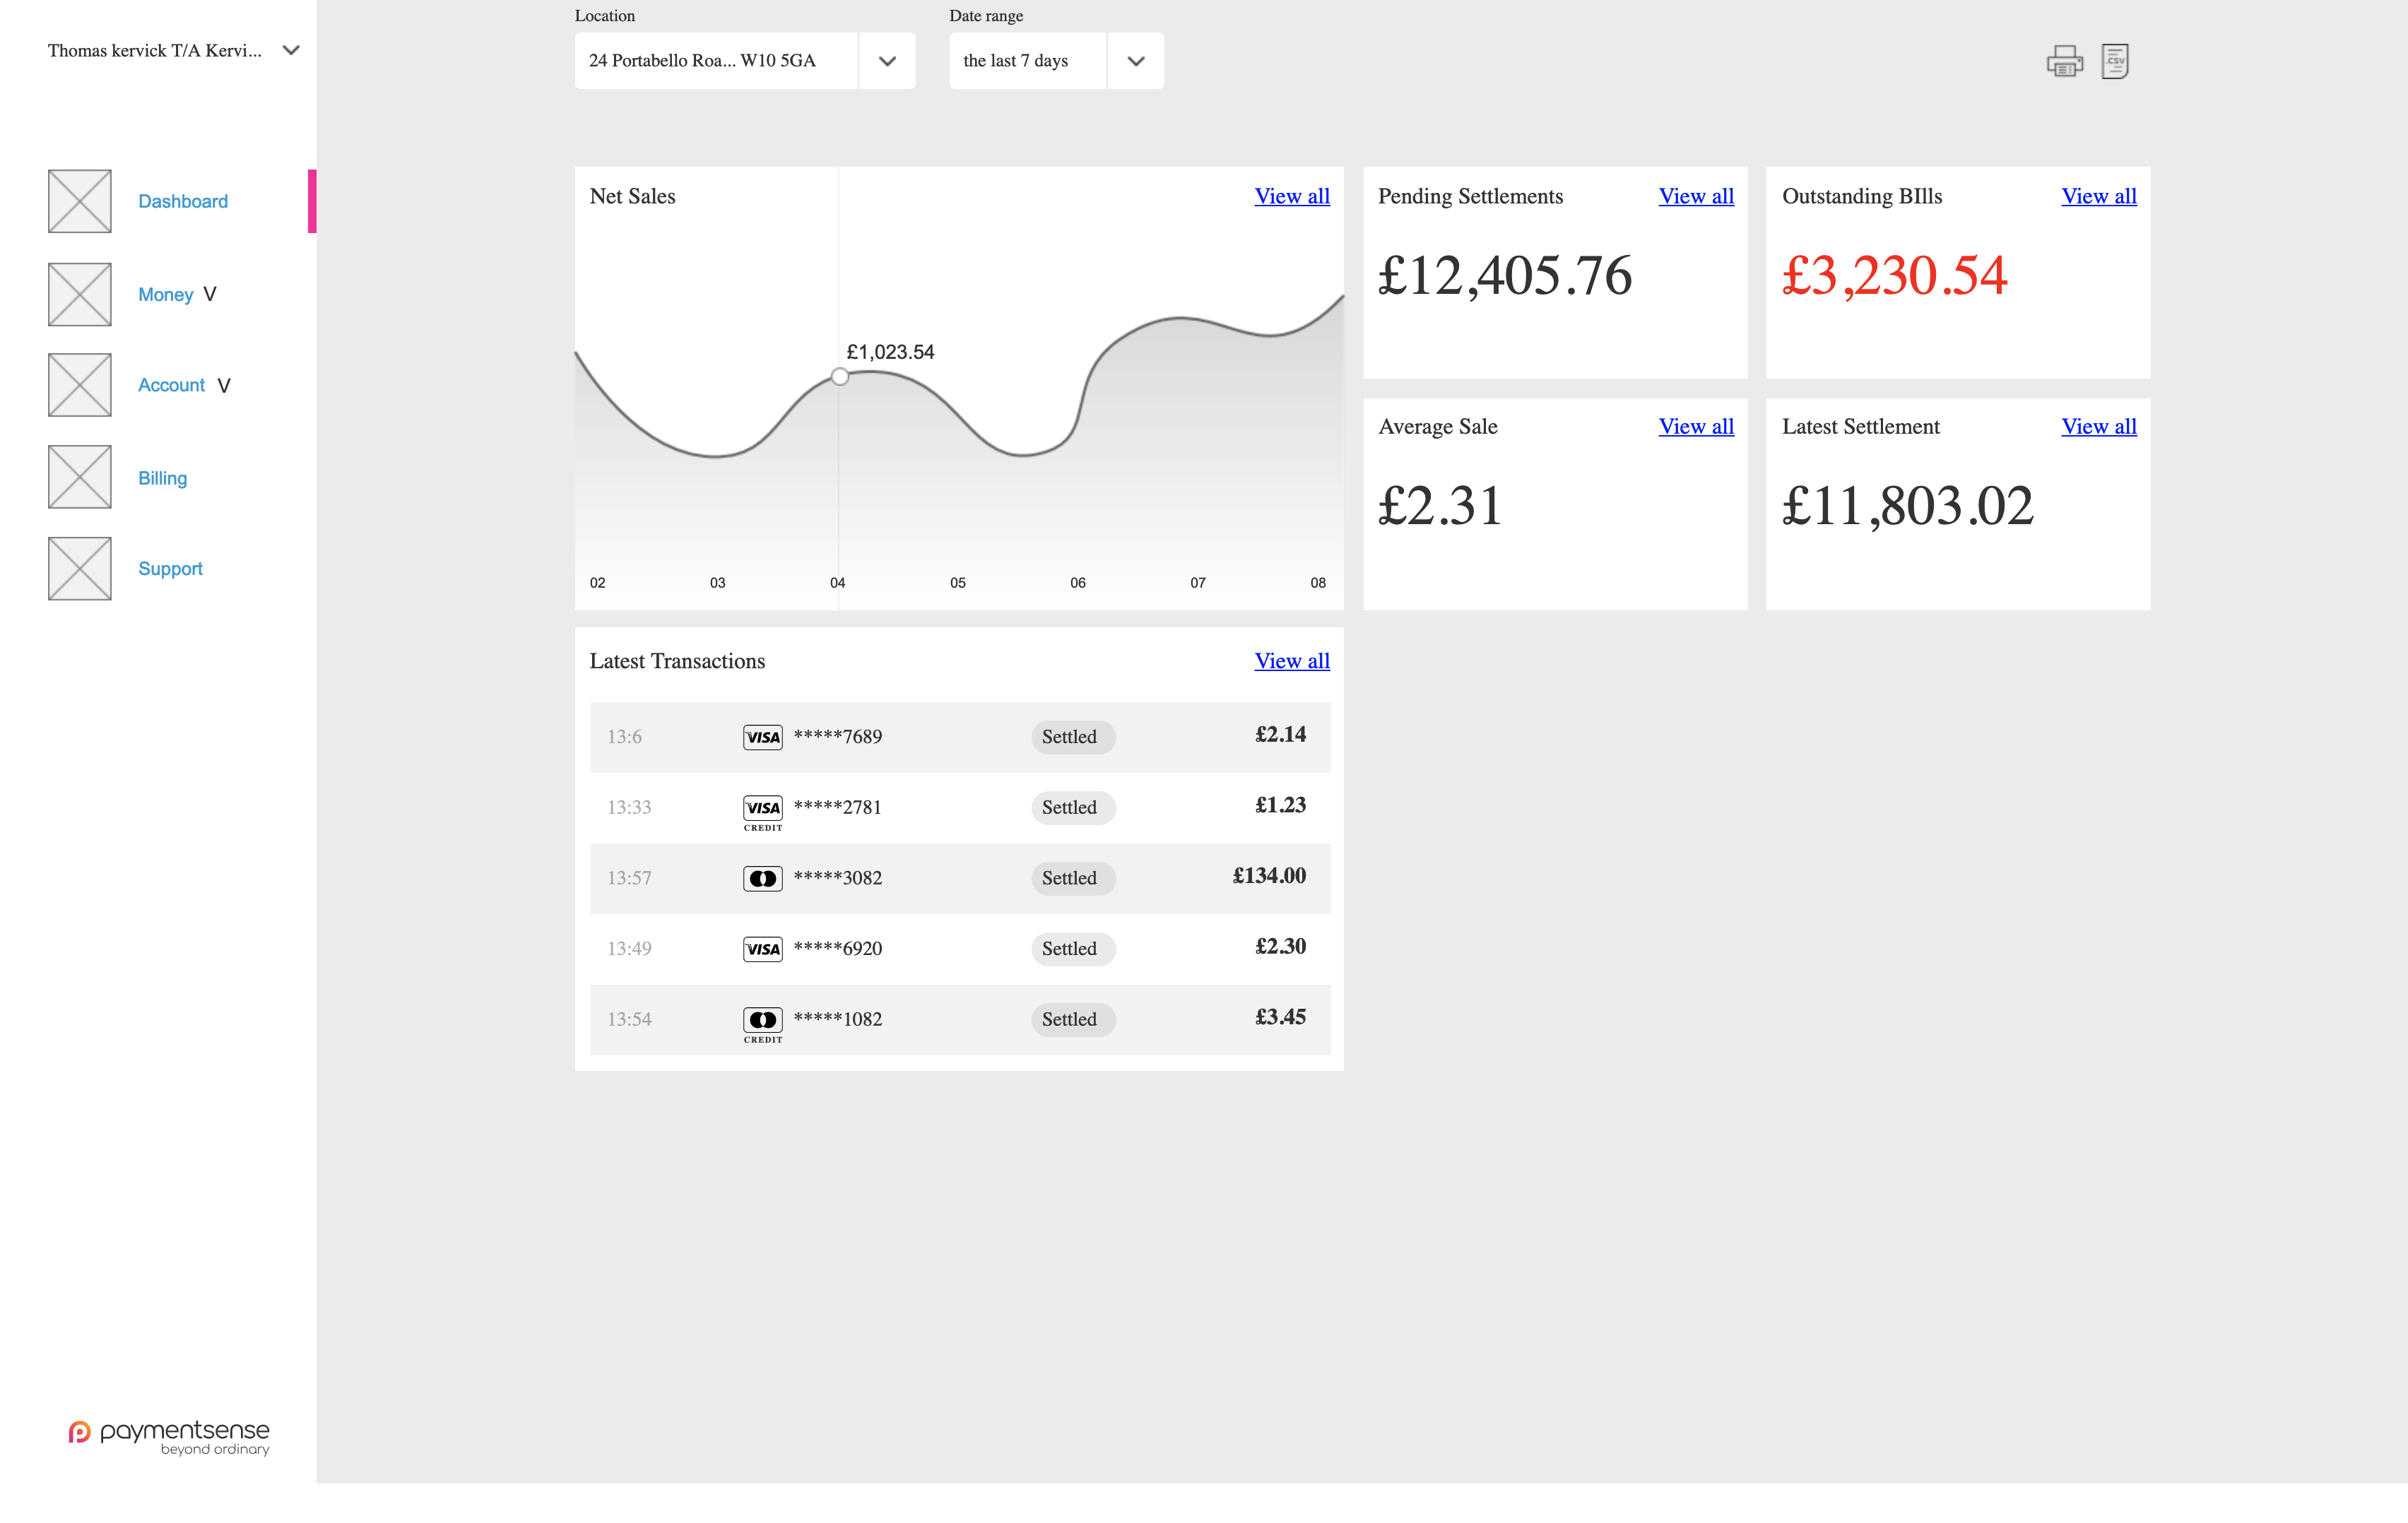 Location
Date range
Thomas kervick T/A Kervi...
24 Portabello Roa... W10 5GA
the last 7 days
.CSV
Dashboard
Money V
Account V
Billing
Support
Net Sales
View all
£1,023.54
02 03 04 05 06 07 08
Pending Settlements
View all
£12,405.76
Outstanding BIlls
View all
£3,230.54
Average Sale
View all
£2.31
Latest Settlement
View all
£11,803.02
Latest Transactions
View all
13:6 VISA *****7689 Settled £2.14
13:33 VISA *****2781 Settled £1.23
CREDIT
13:57 *****3082 Settled £134.00
13:49 VISA *****6920 Settled £2.30
13:54 *****1082 Settled £3.45
CREDIT
paymentsense
beyond ordinary